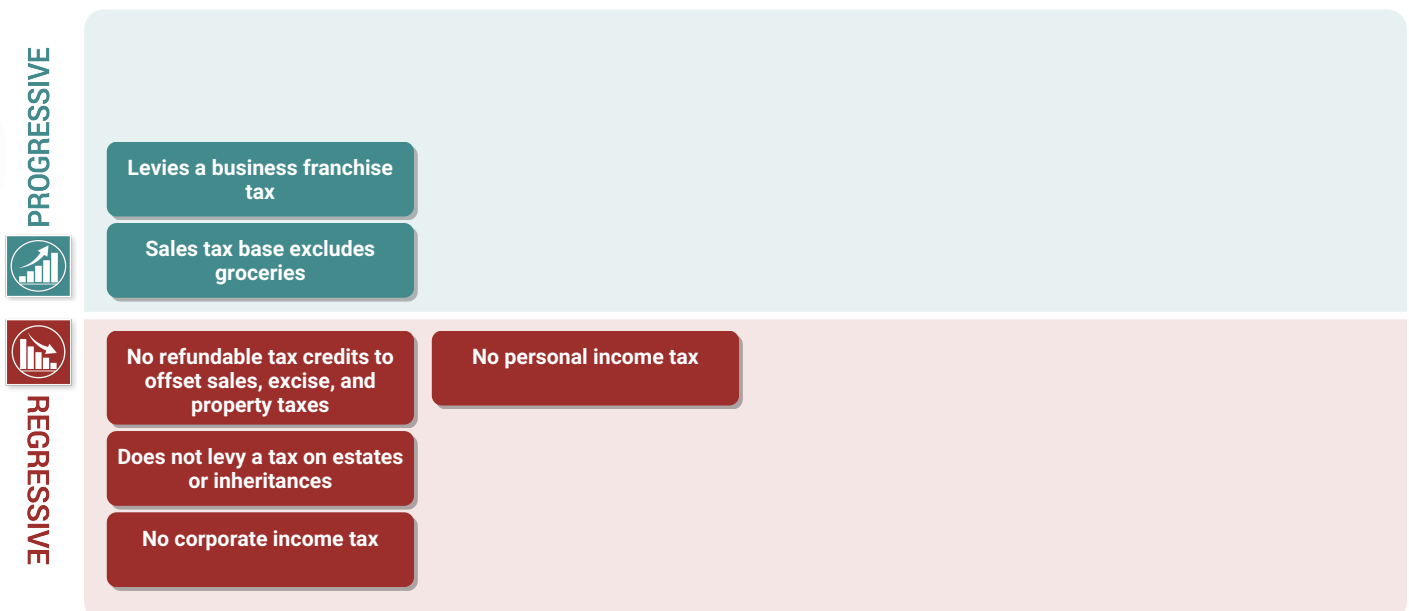 PROGRESSIVE
Levies a business franchise
tax
Sales tax base excludes
groceries
REGRESSIVE
No refundable tax credits to
offset sales, excise, and
property taxes
Does not levy a tax on estates
or inheritances
No corporate income tax
No personal income tax